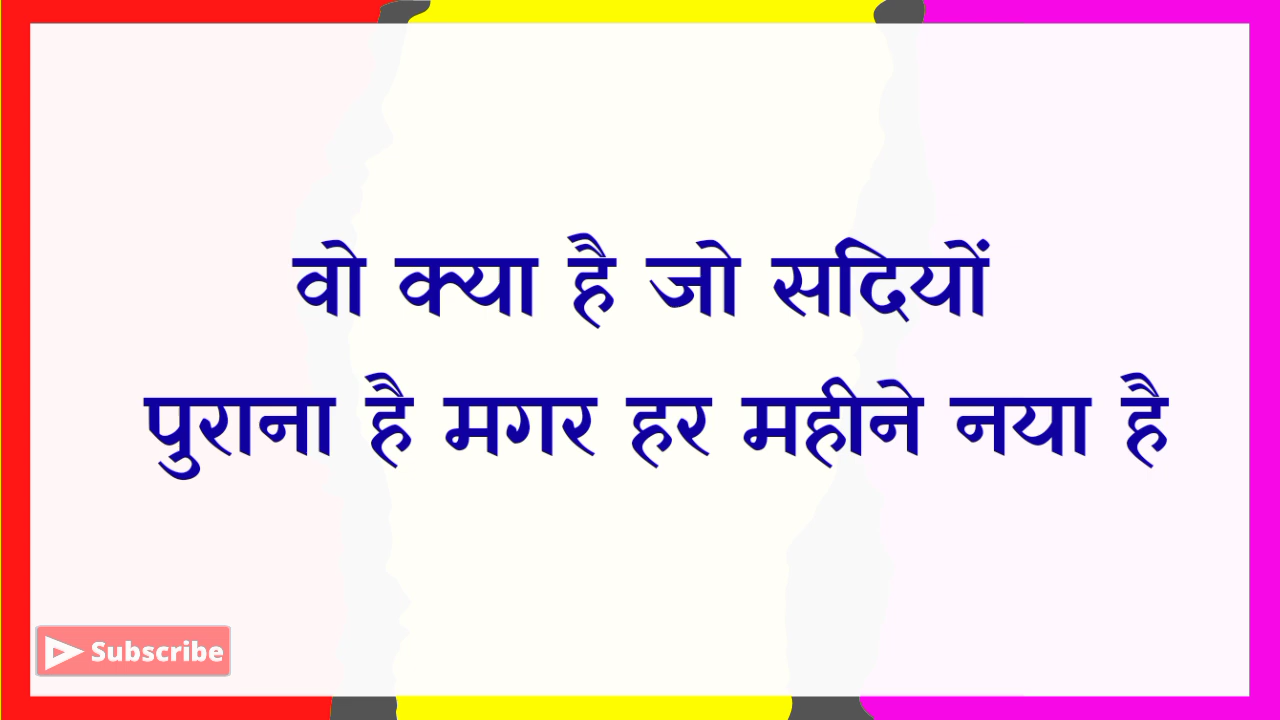 वो क्या है जो सदियों
पुराना है मगर हर महीने नया है
Subscribe